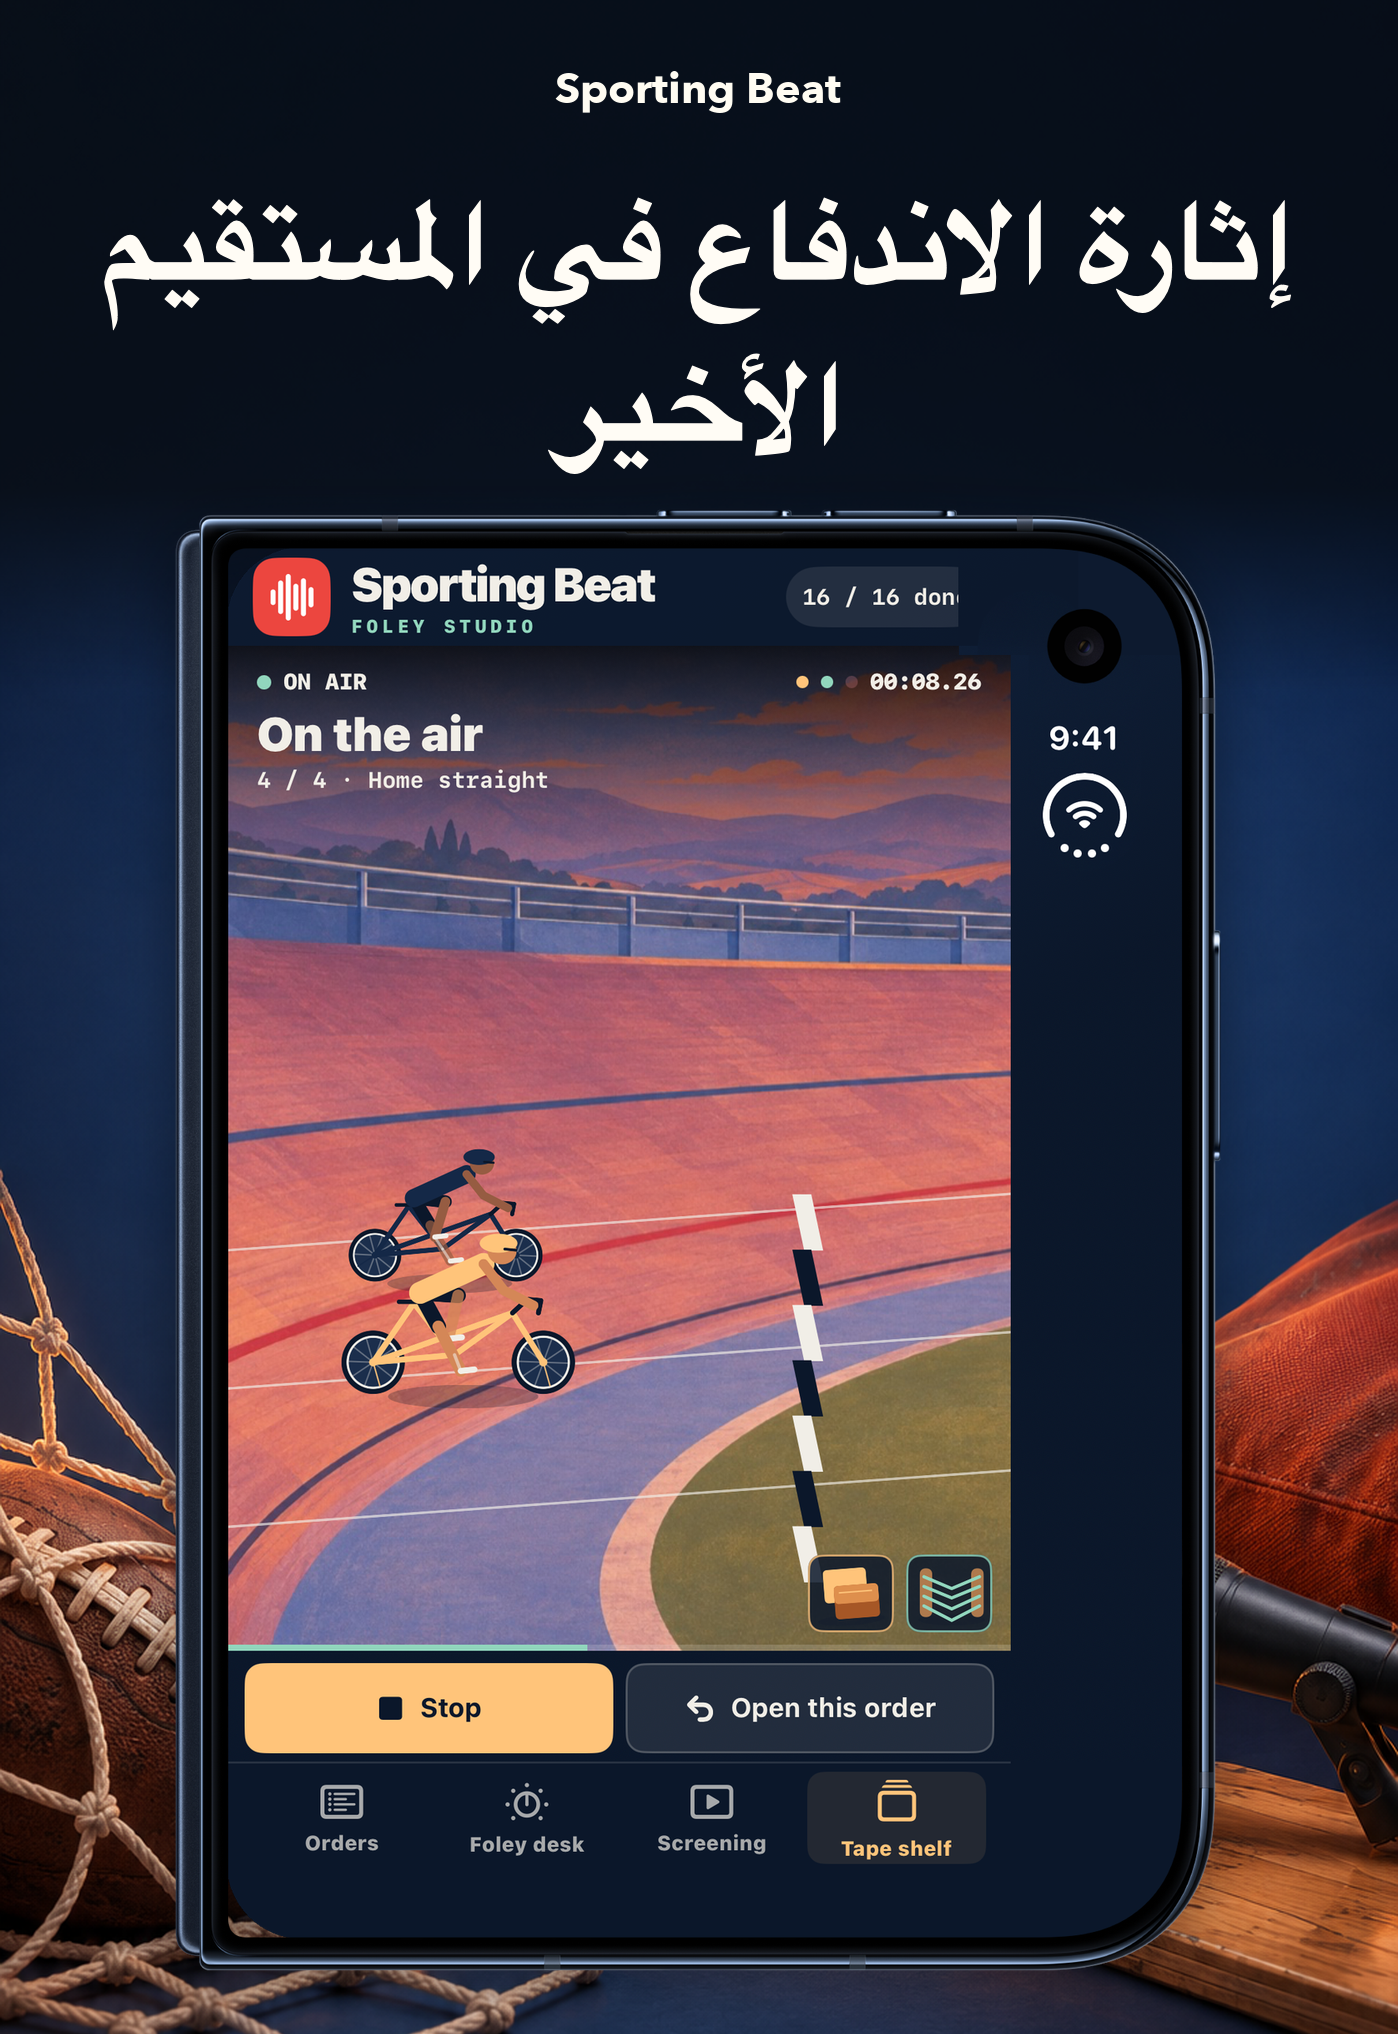 Sporting Beat
إثارة الاندفاع في المستقيم
الأخير
Sporting Beat
FOLEY STUDIO
16 / 16 don
ON AIR
00:08.26
On the air
4 / 4 · Home straight
9:41
Stop
Open this order
Orders
Foley desk
Screening
Tape shelf